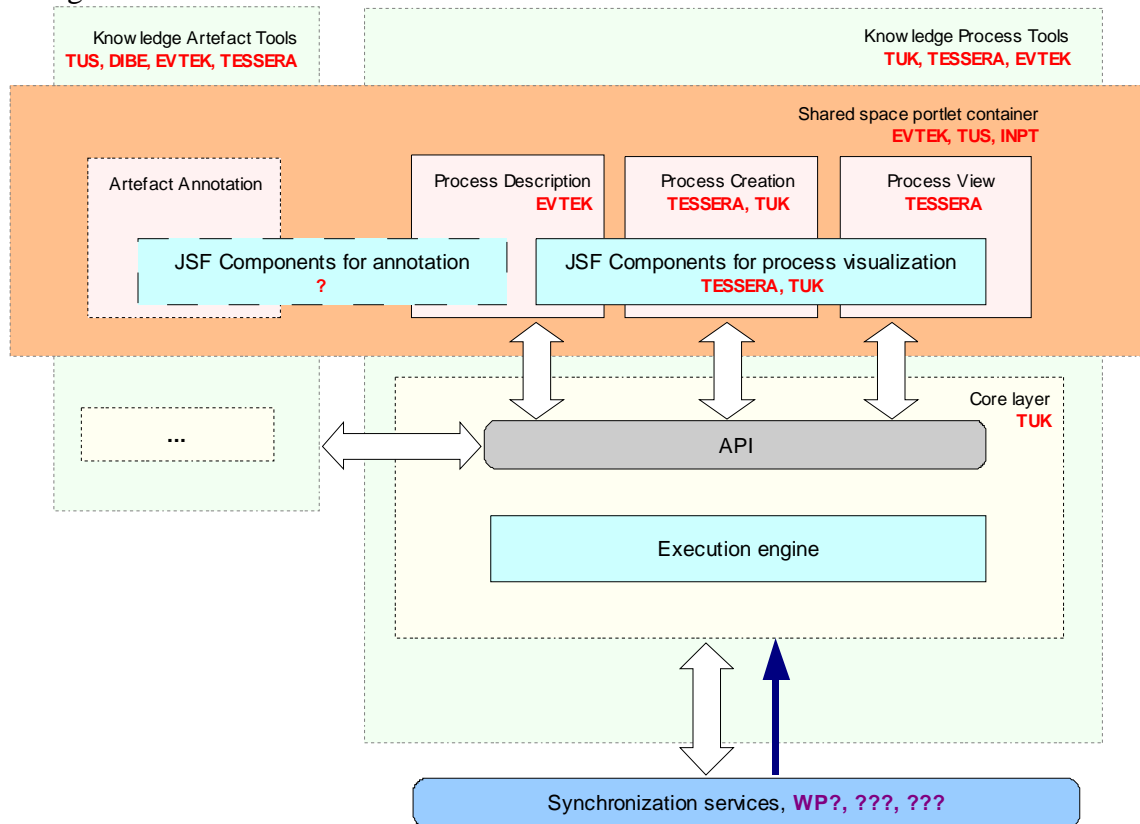 Knowledge Artefact Tools
TUS, DIBE, EVTEK, TESSERA
Knowledge Process Tools
TUK, TESSERA, EVTEK
Shared space portlet container
EVTEK, TUS, INPT
Artefact Annotation
Process Description
EVTEK
Process Creation
TESSERA, TUK
Process View
TESSERA
JSF Components for annotation
?
JSF Components for process visualization
TESSERA, TUK
Core layer
TUK
...
API
Execution engine
Synchronization services, WP?, ???, ???